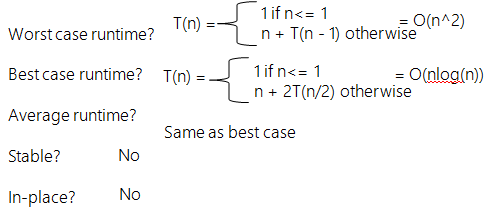 Worst case runtime? T(n) = 1 if n<= 1 = O(n^2)
n + T(n - 1) otherwise
Best case runtime? T(n) = 1 if n<= 1 = O(nlog(n))
n + 2T(n/2) otherwise
Average runtime?
Same as best case
Stable? No
In-place? No